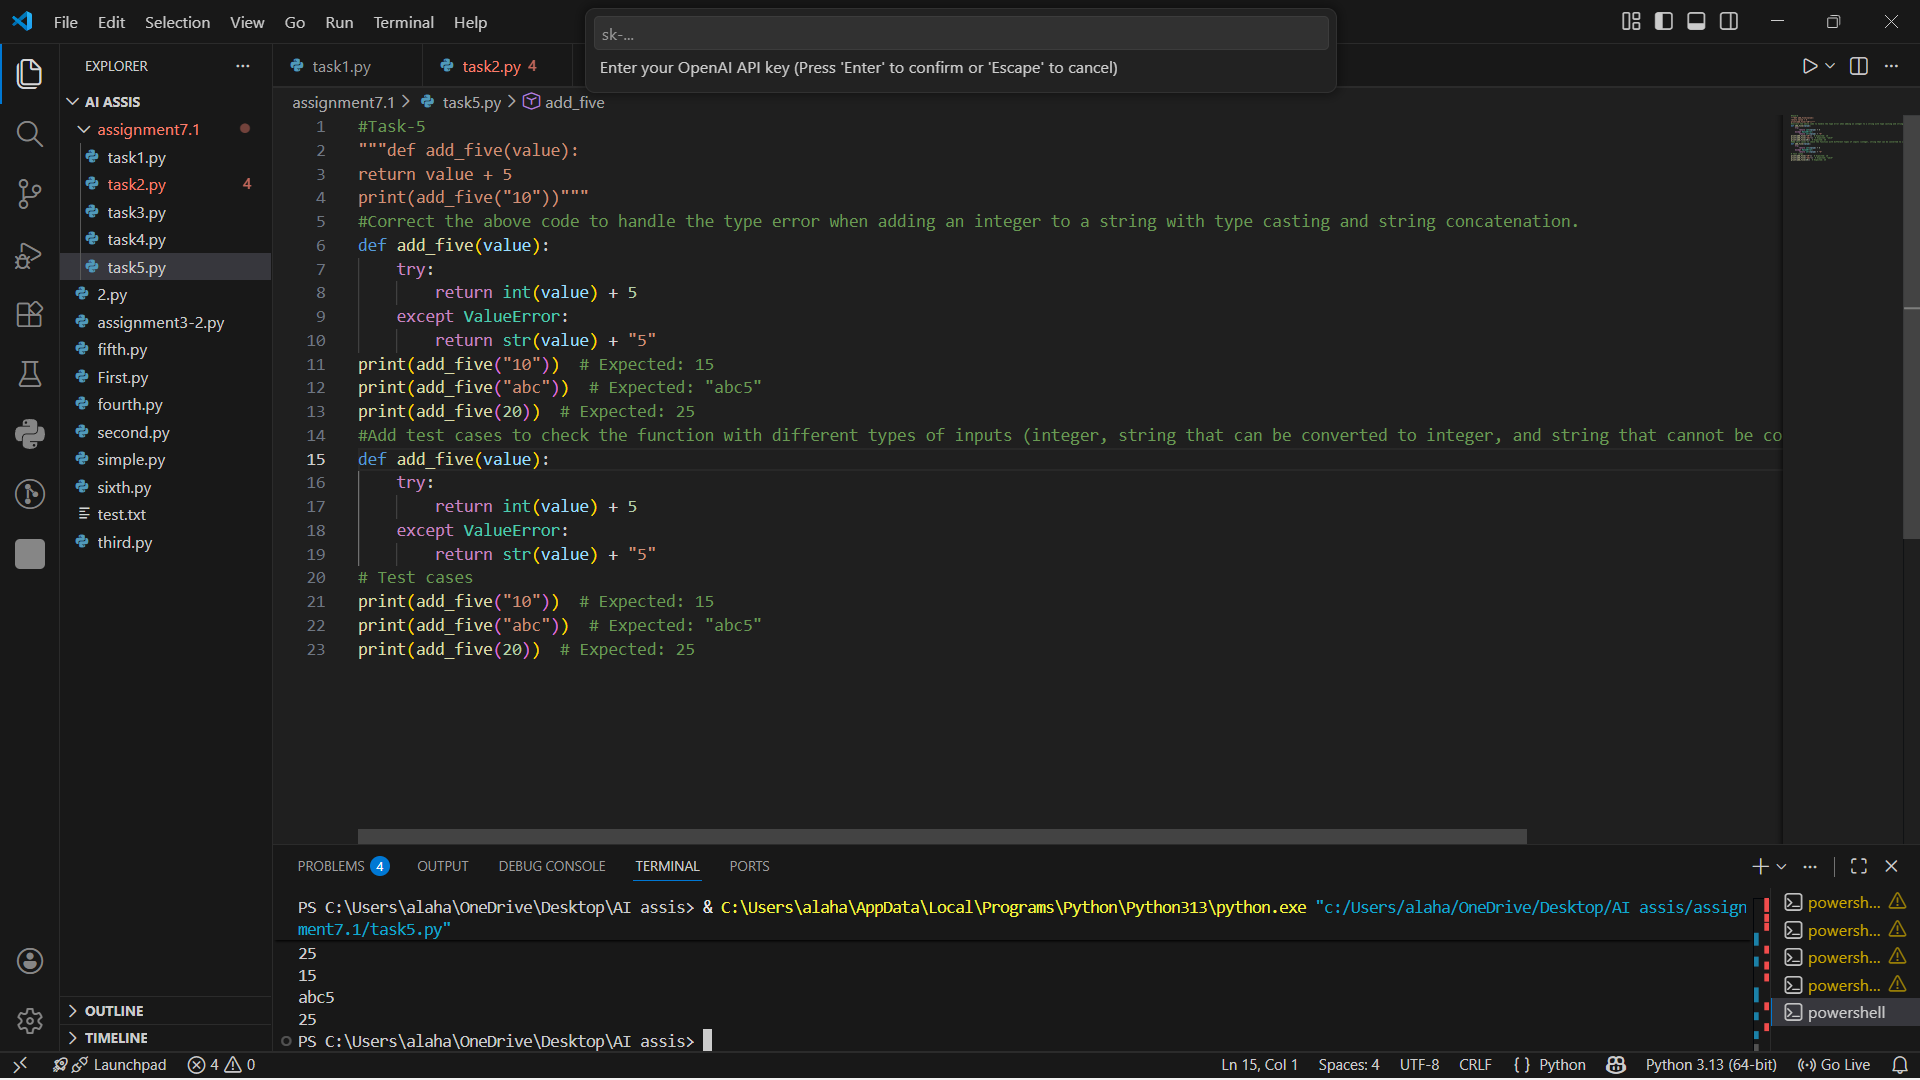 File Edit Selection View Go Run Terminal Help
sk-...
Enter your OpenAI API key (Press 'Enter' to confirm or 'Escape' to cancel)
EXPLORER
task1.py
task2.py 4
AI ASSIS
assignment7.1
task1.py
task2.py 4
task3.py
task4.py
task5.py
2.py
assignment3-2.py
fifth.py
First.py
fourth.py
second.py
simple.py
sixth.py
test.txt
third.py
OUTLINE
TIMELINE
assignment7.1 > task5.py > add_five
1 #Task-5
2 """def add_five(value):
3 return value + 5
4 print(add_five("10"))"""
5 #Correct the above code to handle the type error when adding an integer to a string with type casting and string concatenation.
6 def add_five(value):
7 try:
8 return int(value) + 5
9 except ValueError:
10 return str(value) + "5"
11 print(add_five("10")) # Expected: 15
12 print(add_five("abc")) # Expected: "abc5"
13 print(add_five(20)) # Expected: 25
14 #Add test cases to check the function with different types of inputs (integer, string that can be converted to integer, and string that cannot be co
15 def add_five(value):
16 try:
17 return int(value) + 5
18 except ValueError:
19 return str(value) + "5"
20 # Test cases
21 print(add_five("10")) # Expected: 15
22 print(add_five("abc")) # Expected: "abc5"
23 print(add_five(20)) # Expected: 25
PROBLEMS 4 OUTPUT DEBUG CONSOLE TERMINAL PORTS
PS C:\Users\alaha\OneDrive\Desktop\AI assis> & C:\Users\alaha\AppData\Local\Programs\Python\Python313\python.exe "c:/Users/alaha/OneDrive/Desktop/AI assis/assign
ment7.1/task5.py"
25
15
abc5
25
PS C:\Users\alaha\OneDrive\Desktop\AI assis>
powersh...
powersh...
powersh...
powersh...
powershell
Launchpad 4 0 Ln 15, Col 1 Spaces: 4 UTF-8 CRLF { } Python Python 3.13 (64-bit) Go Live